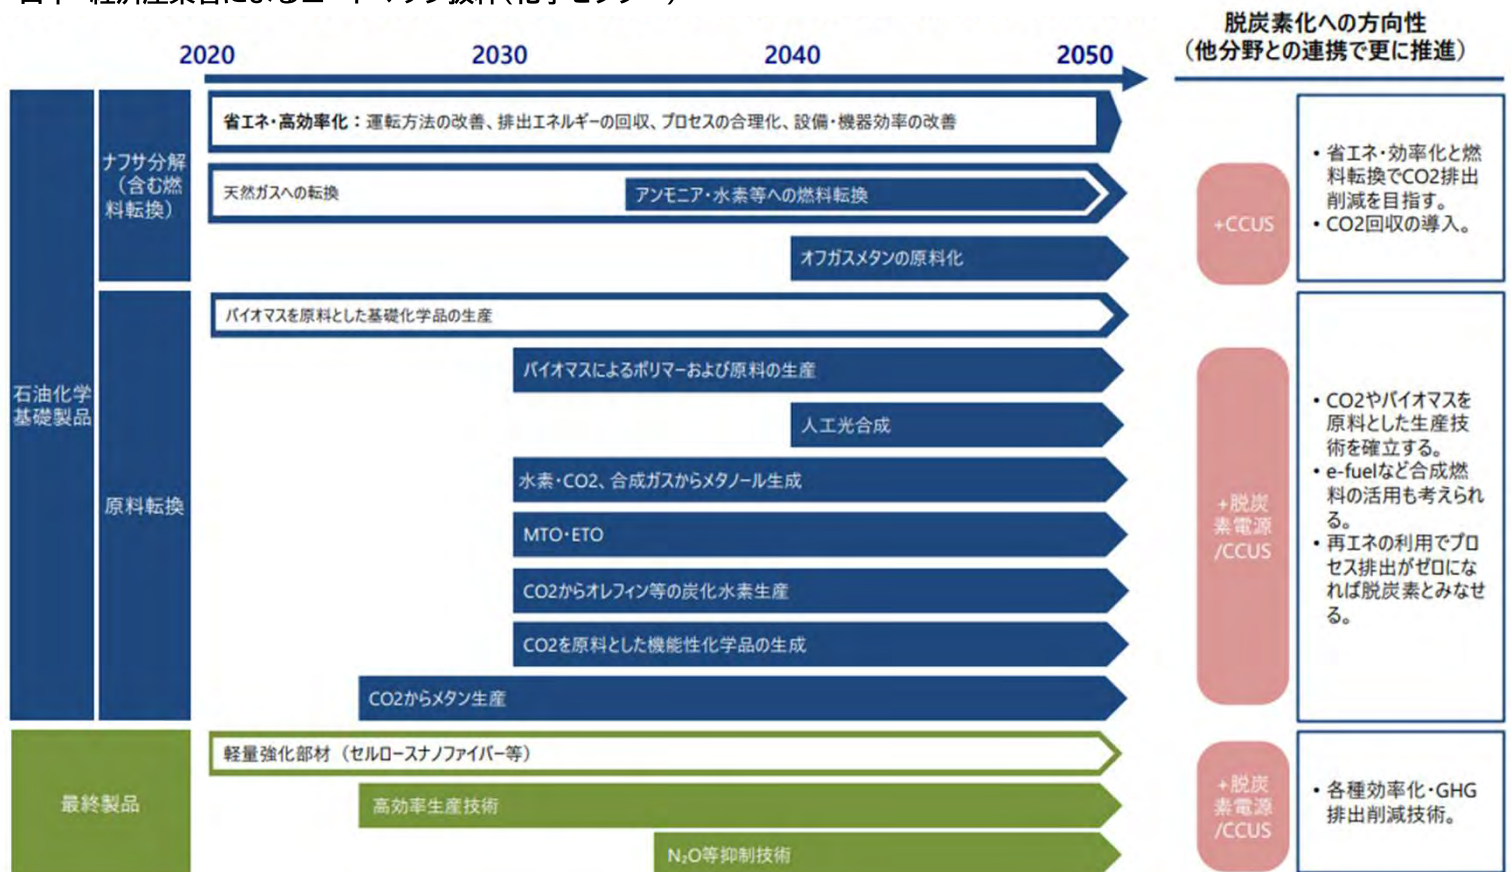 脱炭素化への方向性
（他分野との連携で更に推進）
2020
2030
2040
2050
石油化学
基礎製品
ナフサ分解
（含む燃
料転換）
省エネ・高効率化：運転方法の改善、排出エネルギーの回収、プロセスの合理化、設備・機器効率の改善
天然ガスへの転換
アンモニア・水素等への燃料転換
オフガスメタンの原料化
+CCUS
• 省エネ・効率化と燃
料転換でCO2排出
削減を目指す。
• CO2回収の導入。
原料転換
バイオマスを原料とした基礎化学品の生産
バイオマスによるポリマーおよび原料の生産
人工光合成
水素・CO2、合成ガスからメタノール生成
MTO・ETO
CO2からオレフィン等の炭化水素生産
CO2を原料とした機能性化学品の生成
CO2からメタン生産
+脱炭
素電源
/CCUS
• CO2やバイオマスを
原料とした生産技
術を確立する。
• e-fuelなど合成燃
料の活用も考えられ
る。
• 再エネの利用でプロ
セス排出がゼロにな
れば脱炭素とみなせ
る。
最終製品
軽量強化部材（セルロースナノファイバー等）
高効率生産技術
N₂O等抑制技術
+脱炭
素電源
/CCUS
• 各種効率化・GHG
排出削減技術。